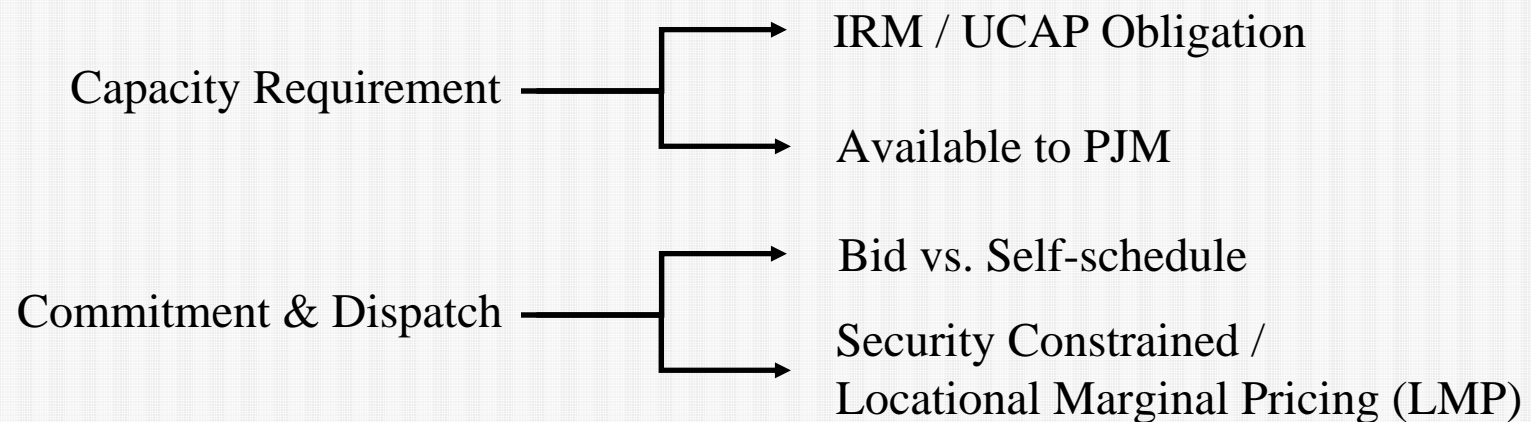 Capacity Requirement
IRM / UCAP Obligation
Available to PJM
Commitment & Dispatch
Bid vs. Self-schedule
Security Constrained /
Locational Marginal Pricing (LMP)